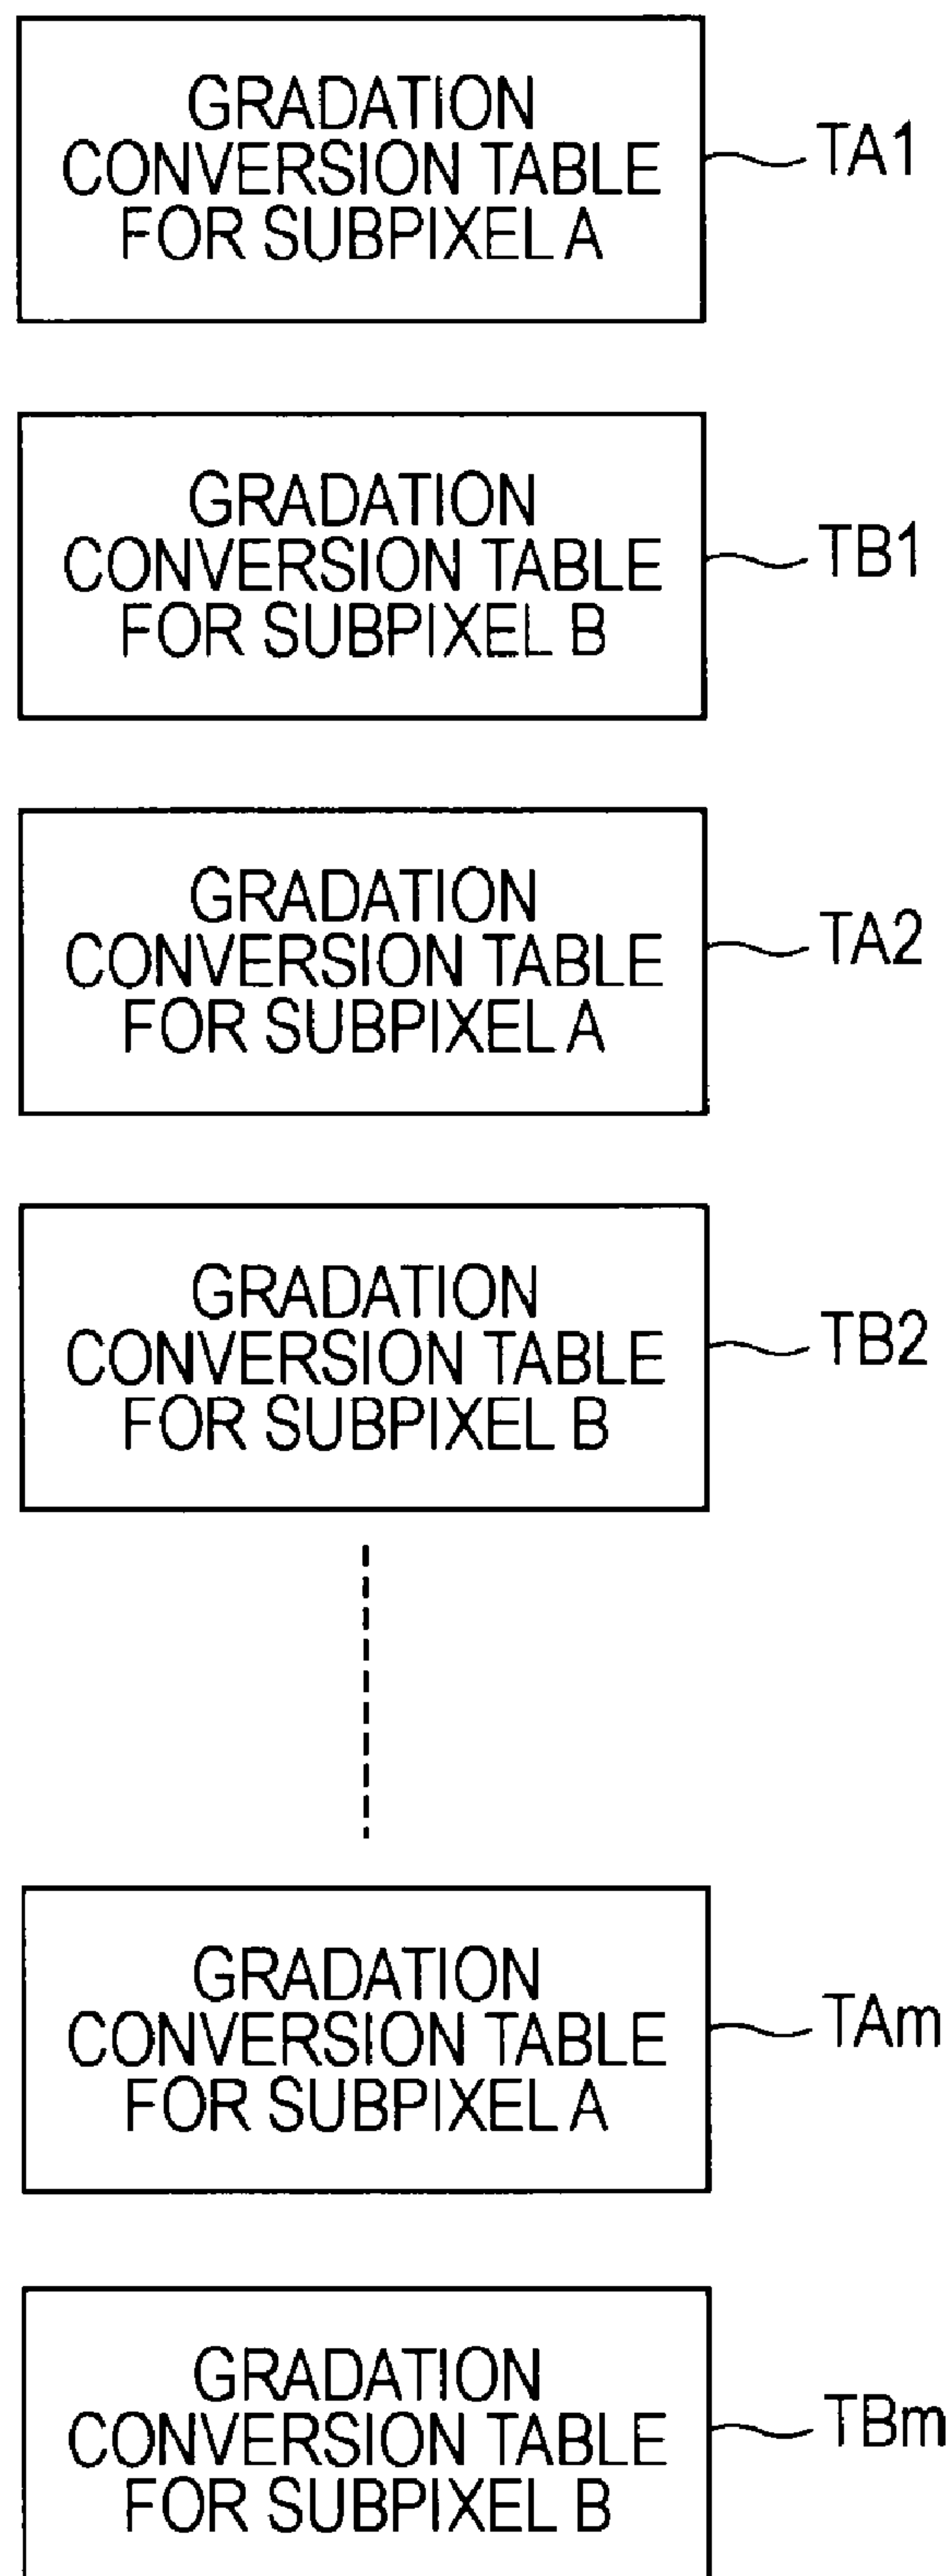 GRADATION
CONVERSION TABLE
FOR SUBPIXEL A
TA1
GRADATION
CONVERSION TABLE
FOR SUBPIXEL B
TB1
GRADATION
CONVERSION TABLE
FOR SUBPIXEL A
TA2
GRADATION
CONVERSION TABLE
FOR SUBPIXEL B
TB2
GRADATION
CONVERSION TABLE
FOR SUBPIXEL A
TAm
GRADATION
CONVERSION TABLE
FOR SUBPIXEL B
TBm